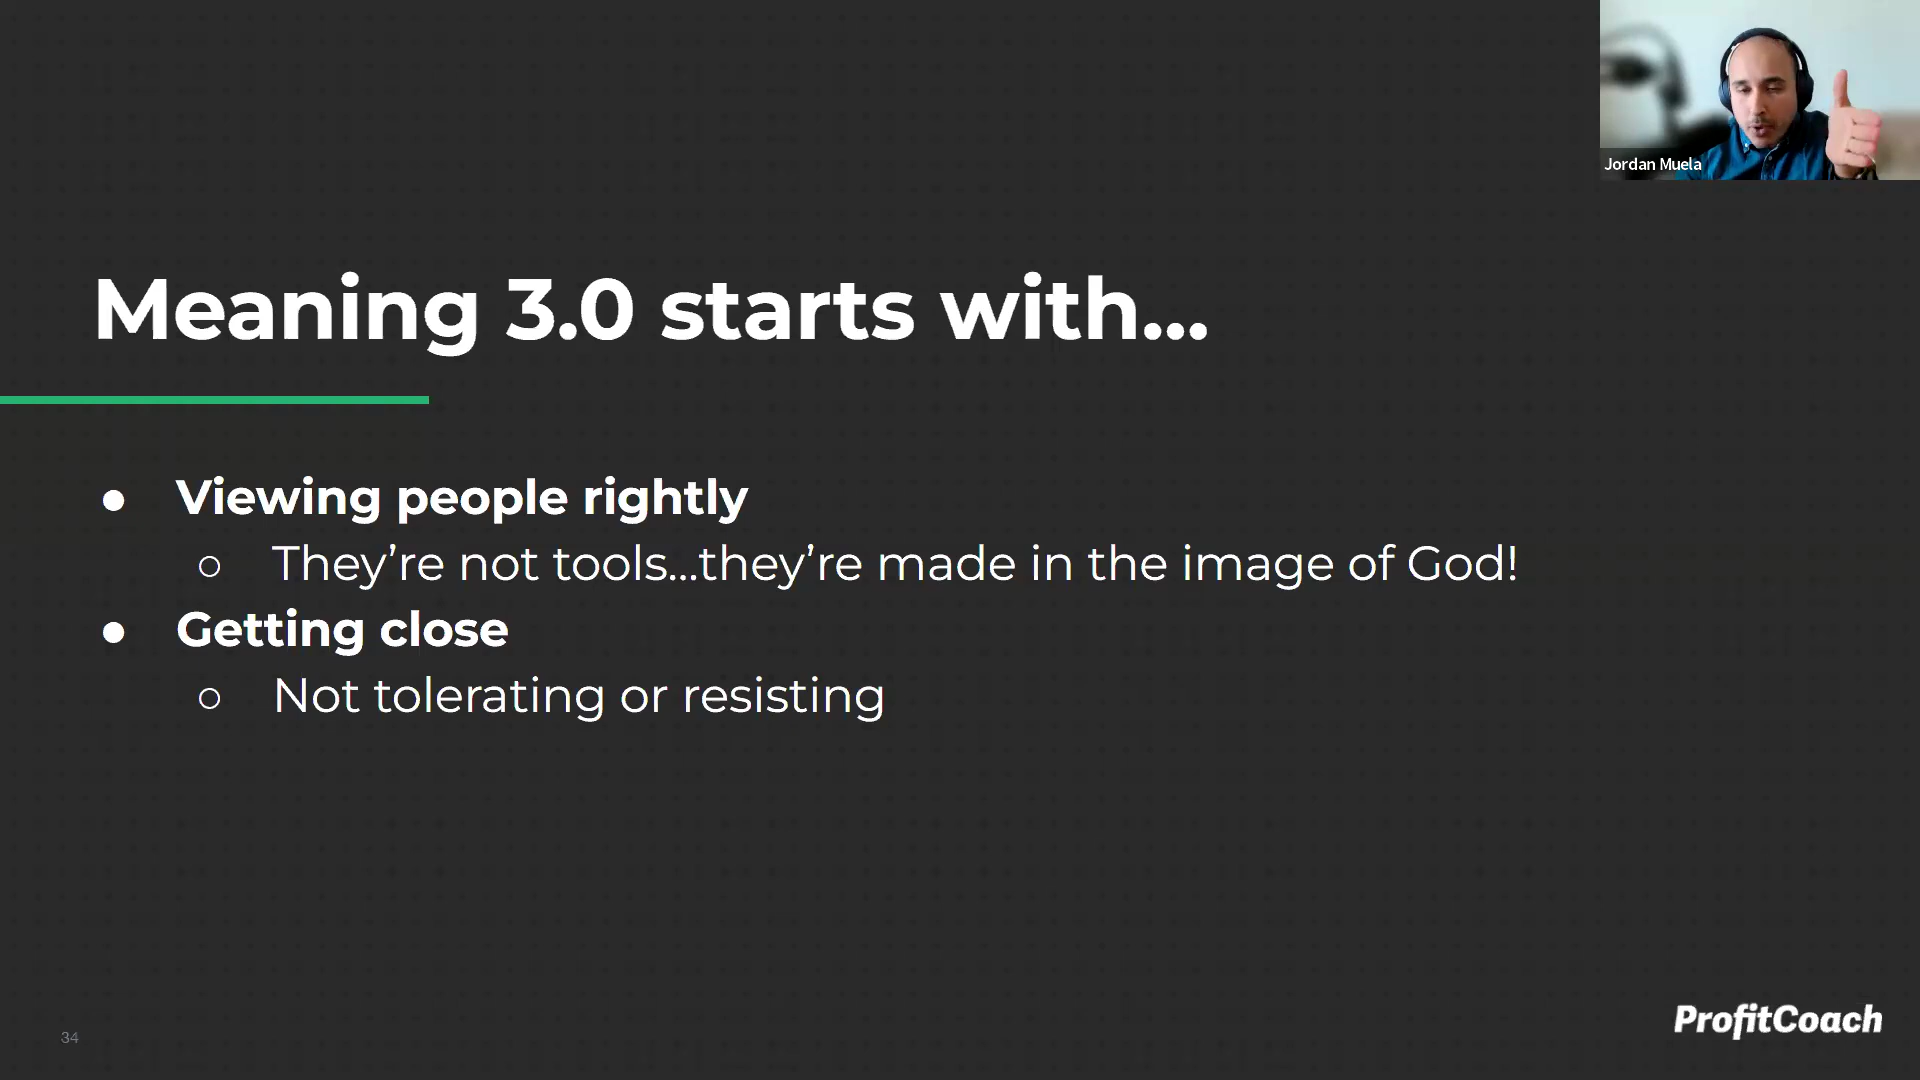 Jordan Muela
Meaning 3.0 starts with...
● Viewing people rightly
○ They’re not tools...they’re made in the image of God!
● Getting close
○ Not tolerating or resisting
34
ProfitCoach